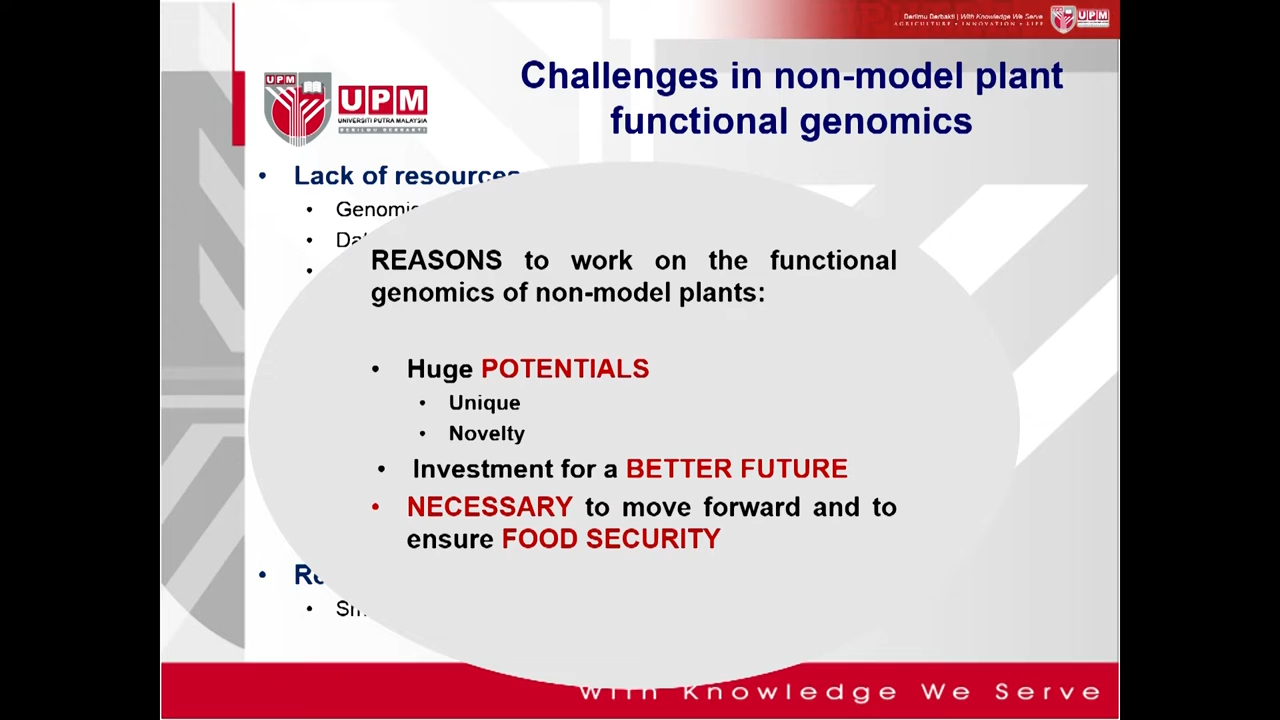 Berilmu Berbakti | With Knowledge We Serve
AGRICULTURE • INNOVATION • LIFE
UPM
UPM
UPM
UNIVERSITI PUTRA MALAYSIA
BERILMU BERBAKTI
Challenges in non-model plant
functional genomics
• Lack of resources
•
•
•
REASONS to work on the functional
genomics of non-model plants:
• Huge POTENTIALS
• Unique
• Novelty
• Investment for a BETTER FUTURE
• NECESSARY to move forward and to
ensure FOOD SECURITY
•
•
With Knowledge We Serve